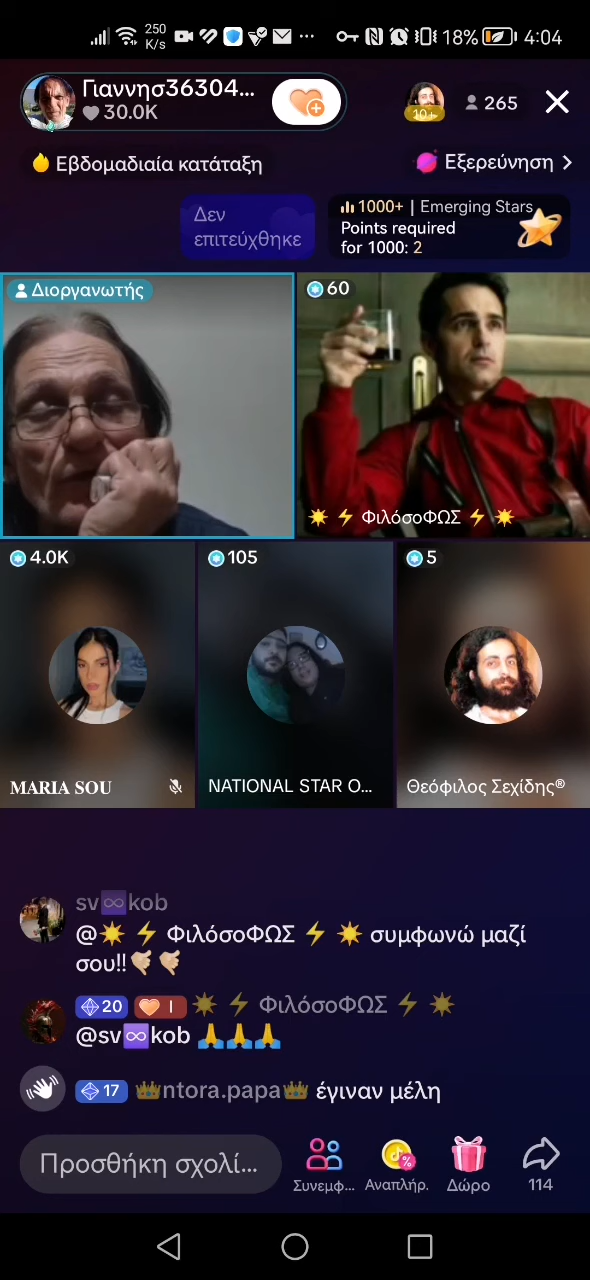 250
K/s
18%
4:04
Γιαννησ36304...
30.0K
10+
265
Εβδομαδιαία κατάταξη
Εξερεύνηση
Δεν
επιτεύχθηκε
1000+ | Emerging Stars
Points required
for 1000: 2
Διοργανωτής
60
☀️ ⚡ ΦιλόσοΦΩΣ ⚡ ☀️
4.0K
105
5
MARIA SOU
NATIONAL STAR O...
Θεόφιλος Σεχίδης®
sv♾️kob
@☀️ ⚡ ΦιλόσοΦΩΣ ⚡ ☀️ συμφωνώ μαζί
σου!!🤜🏼🤜🏼
20 I ☀️ ⚡ ΦιλόσοΦΩΣ ⚡ ☀️
@sv♾️kob 🙏🙏🙏
17 👑ntora.papa👑 έγιναν μέλη
Προσθήκη σχολί...
Συνεμφ...
Αναπλήρ.
Δώρο
114